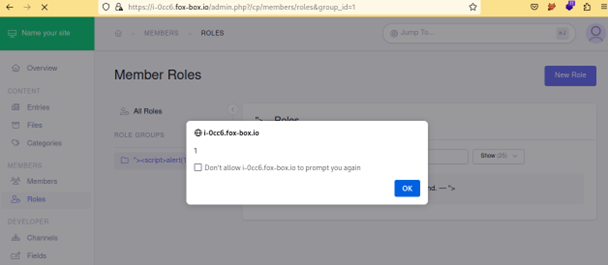 https://i-0cc6.fox-box.io/admin.php?/cp/members/roles&group_id=1
Name your site
MEMBERS
ROLES
Jump To...
Overview
Member Roles
New Role
CONTENT
Entries
Files
Categories
All Roles
ROLE GROUPS
"><script>alert(
"> — Roles
Show (25)
nd. — ">
i-0cc6.fox-box.io
1
Don't allow i-0cc6.fox-box.io to prompt you again
OK
MEMBERS
Members
Roles
DEVELOPER
Channels
Fields